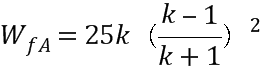 W_{fA} = 25k (\frac{k-1}{k+1})^2